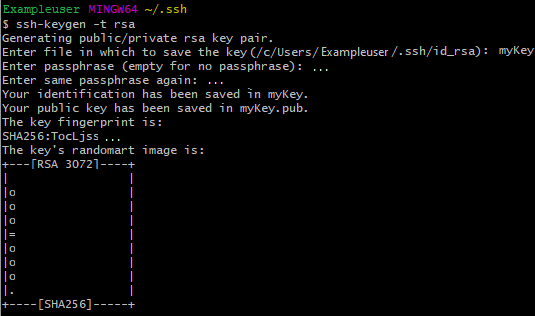 Exampleuser MINGW64 ~/.ssh
$ ssh-keygen -t rsa
Generating public/private rsa key pair.
Enter file in which to save the key(/c/Users/Exampleuser/.ssh/id_rsa): myKey
Enter passphrase (empty for no passphrase): ...
Enter same passphrase again: ...
Your identification has been saved in myKey.
Your public key has been saved in myKey.pub.
The key fingerprint is:
SHA256:TocLjss ...
The key's randomart image is:
+---[RSA 3072]----+
|                 |
|o                |
|o                |
|o                |
|=                |
|o                |
|o                |
|o                |
|.                |
+----[SHA256]-----+